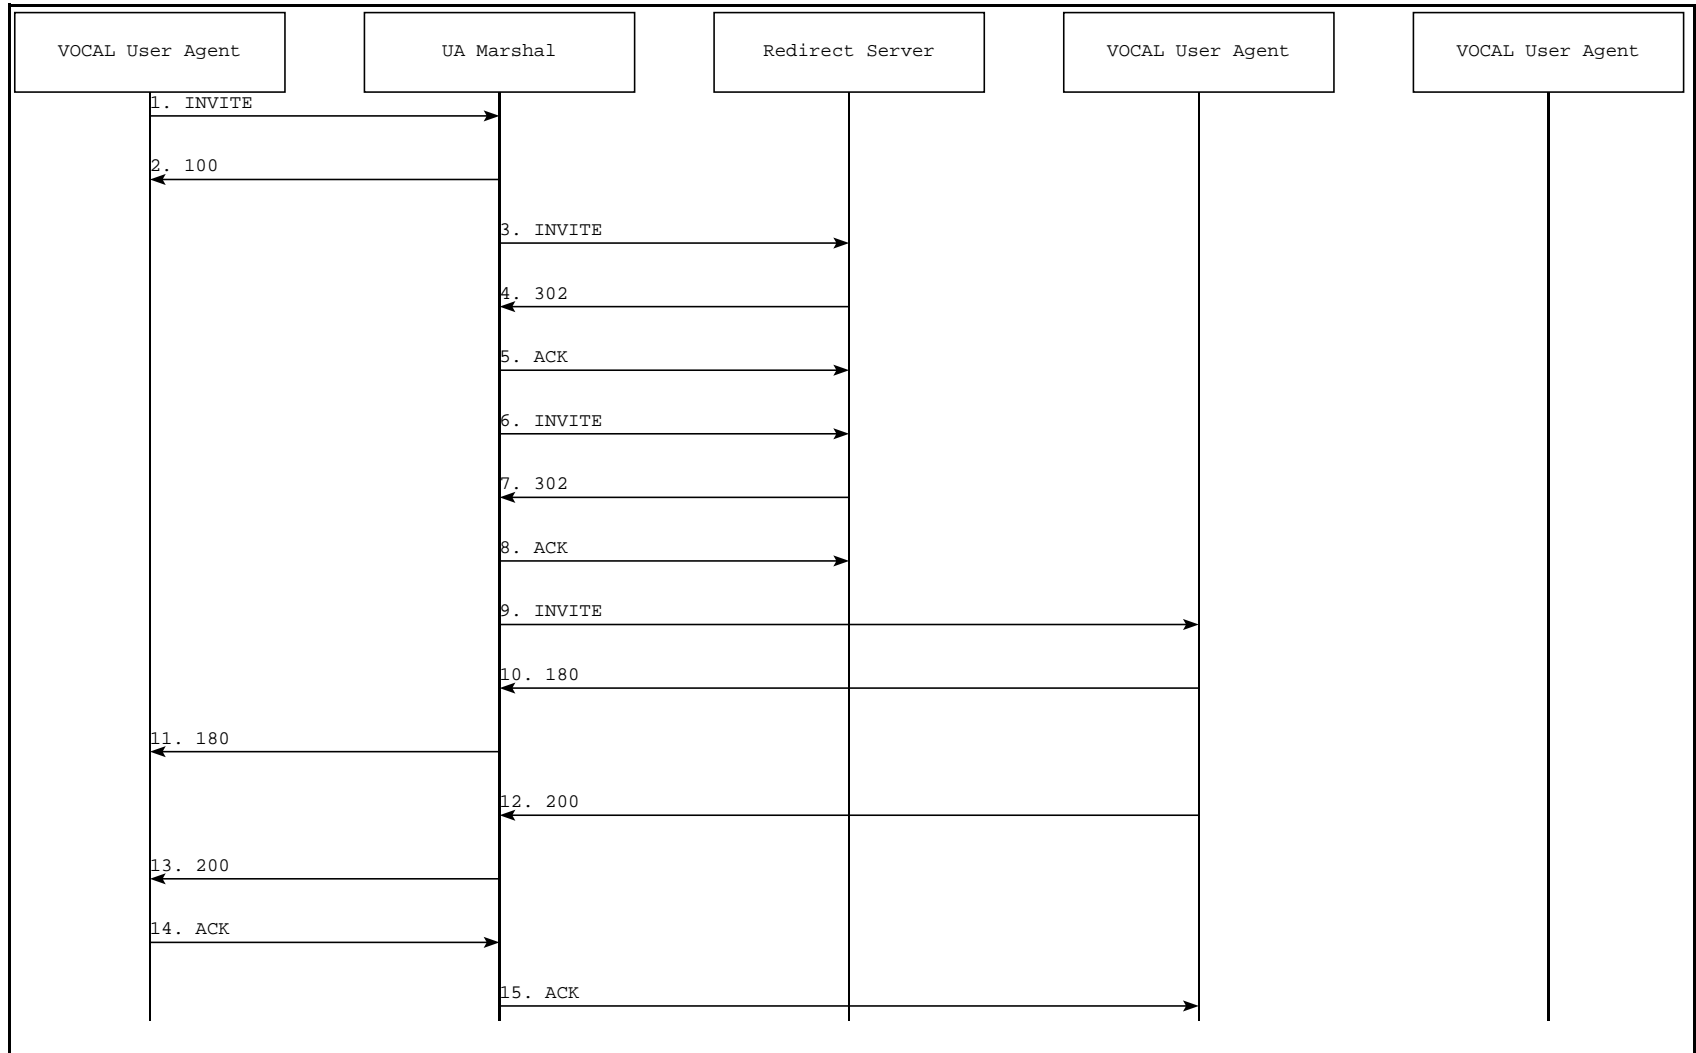 VOCAL User Agent
UA Marshal
Redirect Server
VOCAL User Agent
VOCAL User Agent
1. INVITE
2. 100
3. INVITE
4. 302
5. ACK
6. INVITE
7. 302
8. ACK
9. INVITE
10. 180
11. 180
12. 200
13. 200
14. ACK
15. ACK